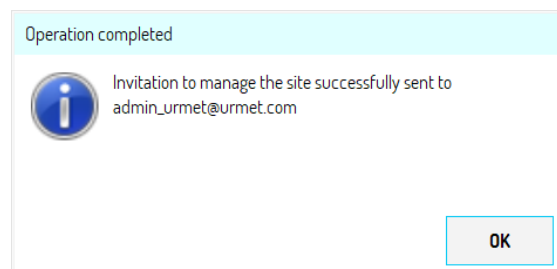 Operation completed
Invitation to manage the site successfully sent to
admin_urmet@urmet.com
OK